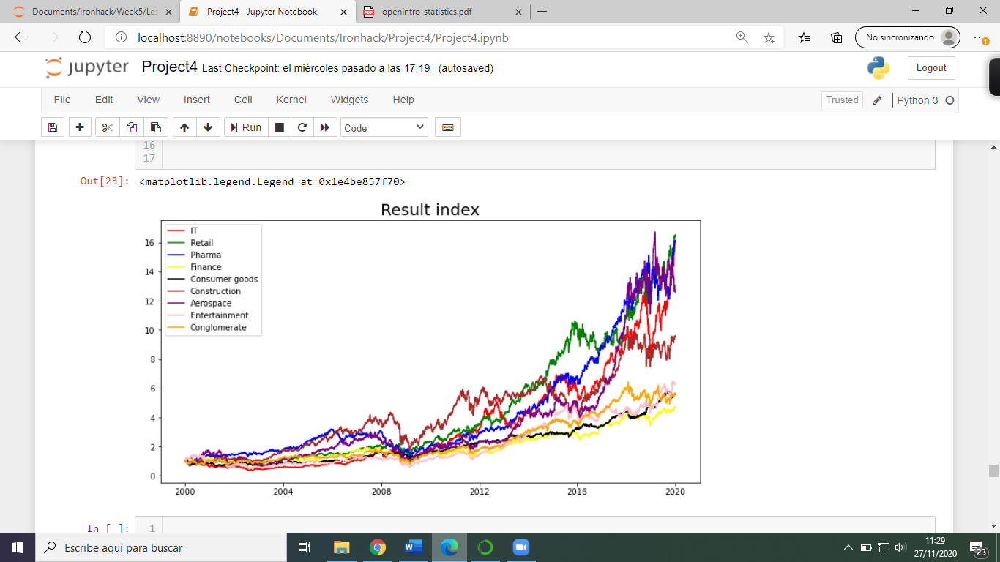 Documents/Ironhack/Week5/Les
Project4 - Jupyter Notebook
openintro-statistics.pdf
localhost:8890/notebooks/Documents/Ironhack/Project4/Project4.ipynb
No sincronizando
jupyter Project4 Last Checkpoint: el miércoles pasado a las 17:19 (autosaved)
Logout
File Edit View Insert Cell Kernel Widgets Help
Trusted
Python 3
Run
Code
16
17
Out[23]: <matplotlib.legend.Legend at 0x1e4be857f70>
Result index
IT
Retail
Pharma
Finance
Consumer goods
Construction
Aerospace
Entertainment
Conglomerate
16
14
12
10
8
6
4
2
0
2000 2004 2008 2012 2016 2020
In [ ]: 1
Escribe aquí para buscar
11:29
27/11/2020
23